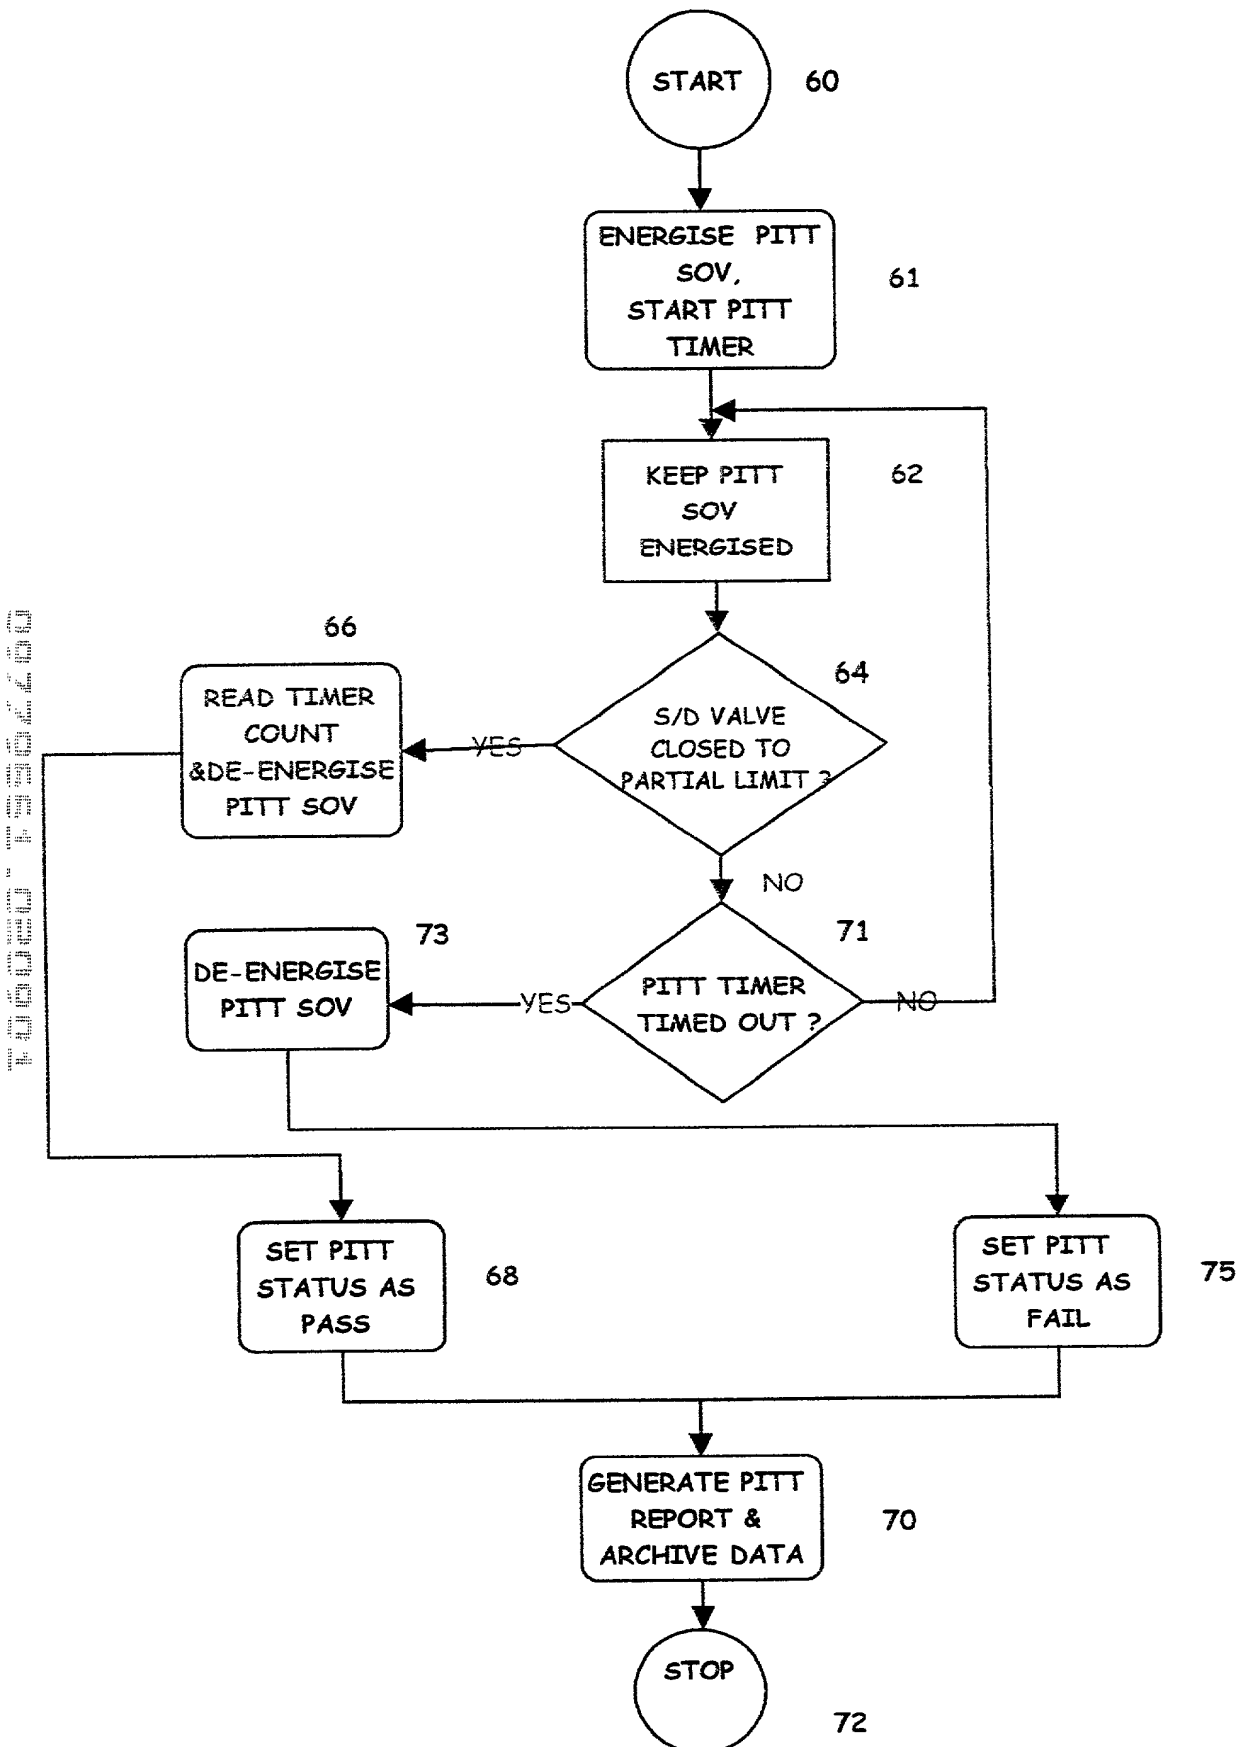 START
60
ENERGISE PITT
SOV,
START PITT
TIMER
61
KEEP PITT
SOV
ENERGISED
62
66
READ TIMER
COUNT
&DE-ENERGISE
PITT SOV
YES
64
S/D VALVE
CLOSED TO
PARTIAL LIMIT ?
NO
73
DE-ENERGISE
PITT SOV
YES
71
PITT TIMER
TIMED OUT ?
NO
SET PITT
STATUS AS
PASS
68
SET PITT
STATUS AS
FAIL
75
GENERATE PITT
REPORT &
ARCHIVE DATA
70
STOP
72